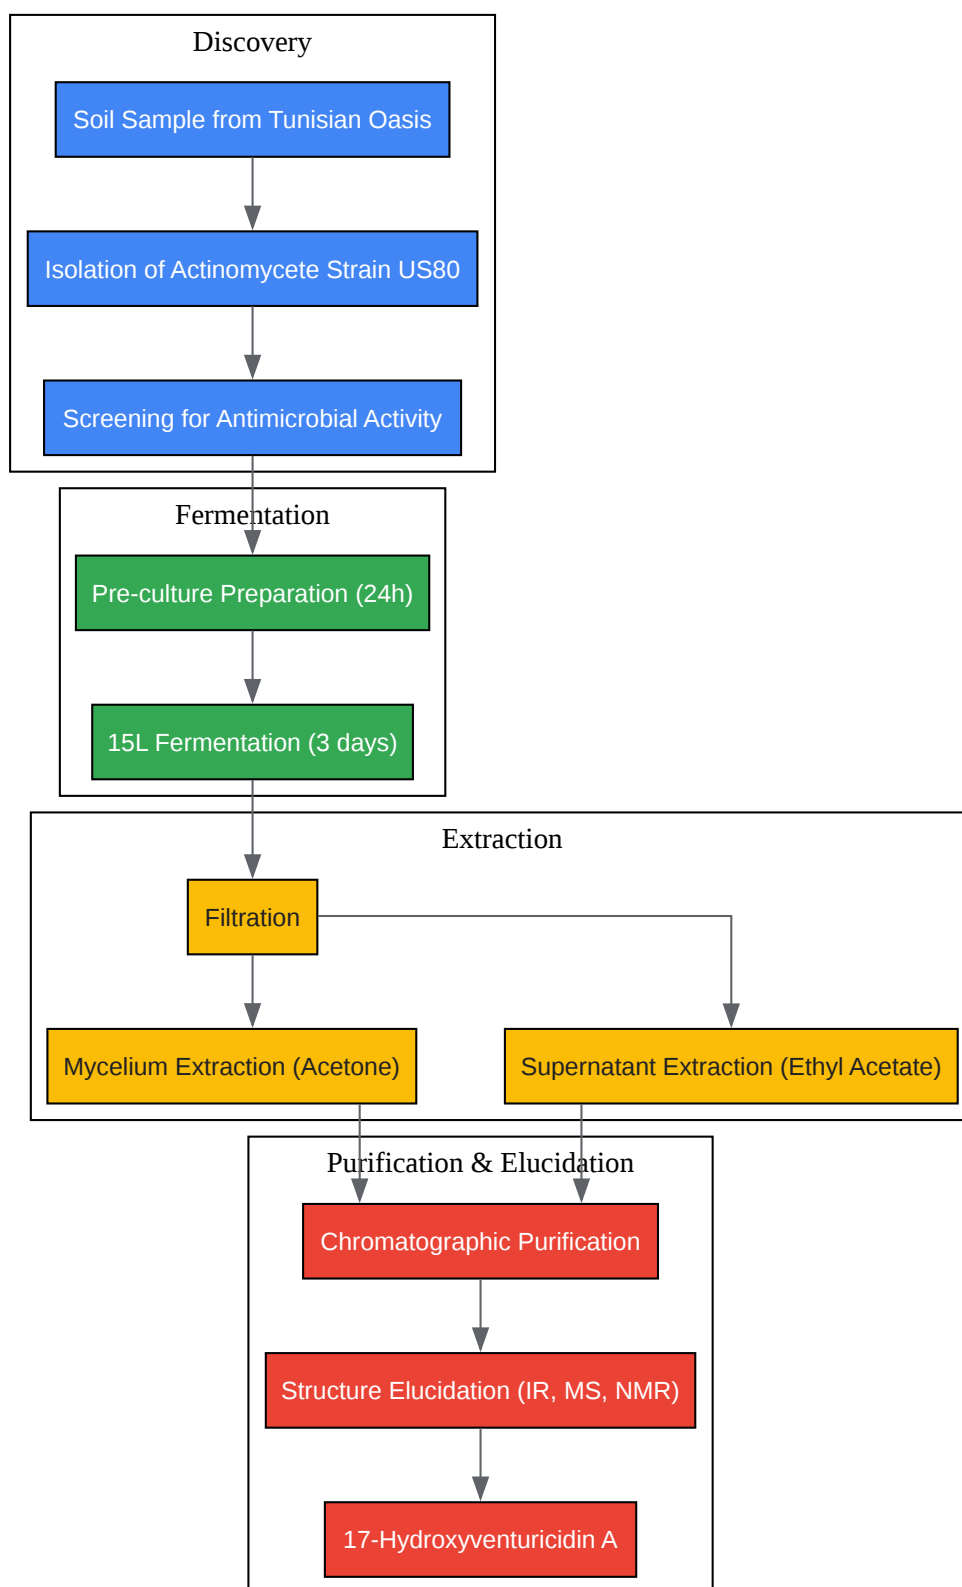 Discovery
Soil Sample from Tunisian Oasis
Isolation of Actinomycete Strain US80
Screening for Antimicrobial Activity
Fermentation
Pre-culture Preparation (24h)
15L Fermentation (3 days)
Extraction
Filtration
Mycelium Extraction (Acetone)
Supernatant Extraction (Ethyl Acetate)
Purification & Elucidation
Chromatographic Purification
Structure Elucidation (IR, MS, NMR)
17-Hydroxyventuricidin A